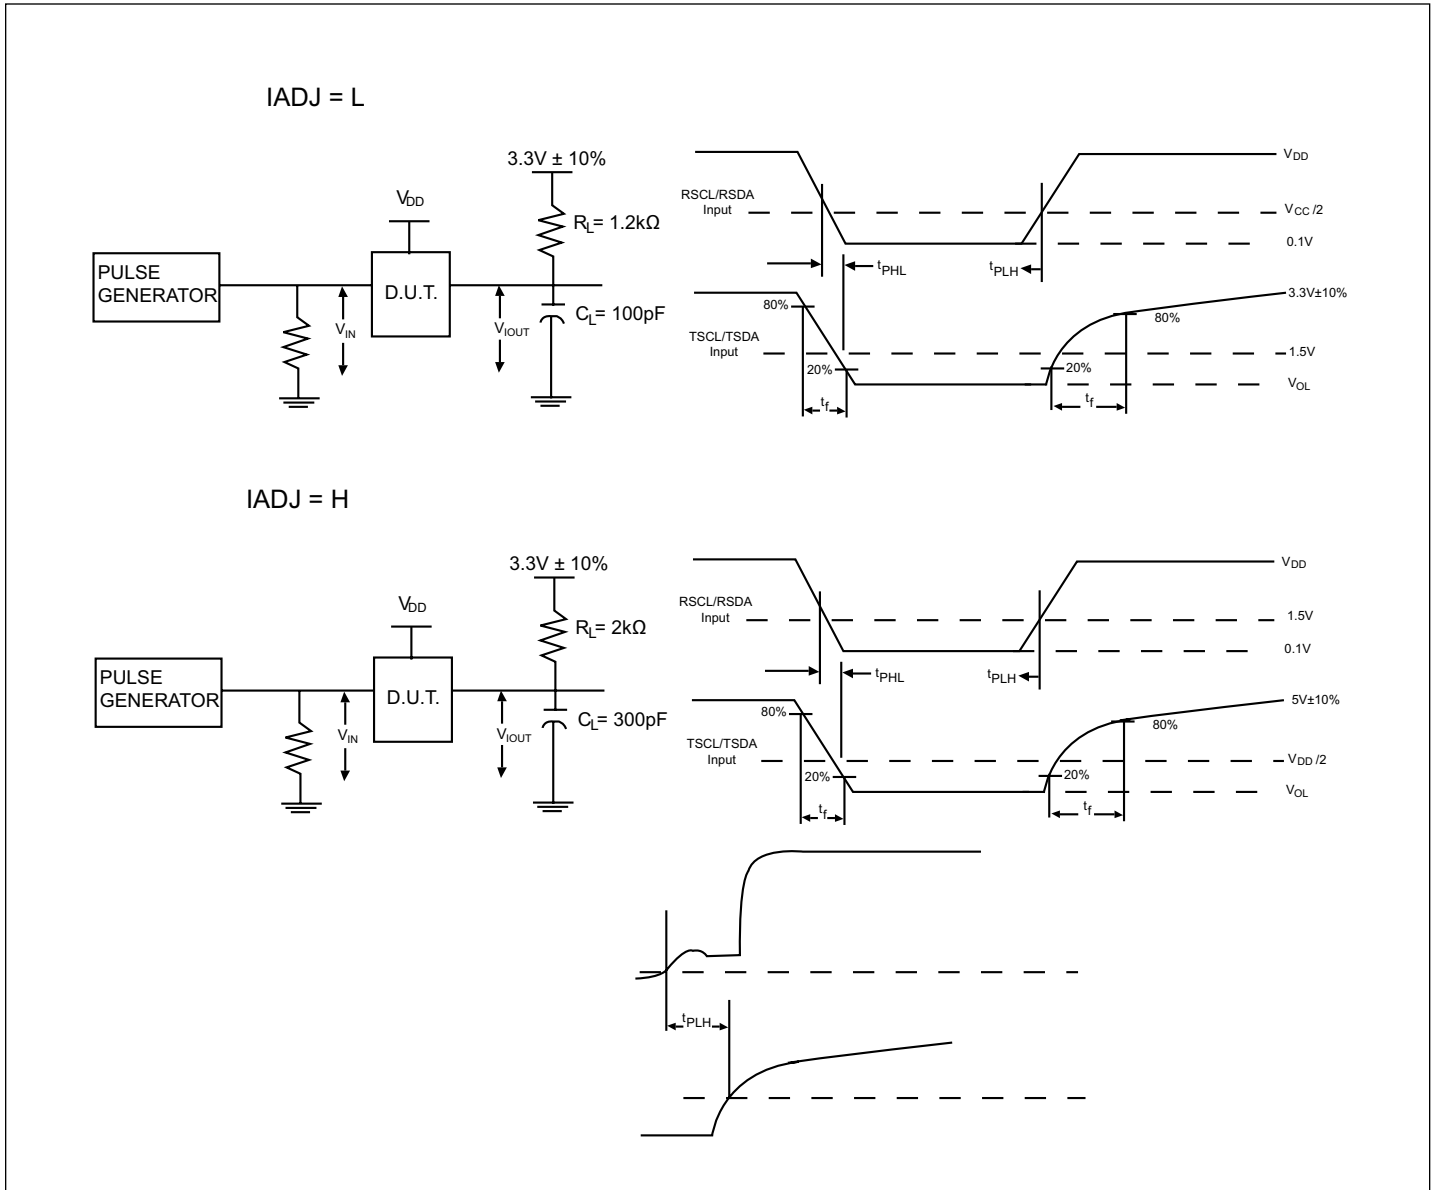 IADJ = L
3.3V ± 10%
VDD
RL= 1.2kΩ
PULSE
GENERATOR
D.U.T.
VIN
VIOUT
CL= 100pF
VDD
RSCL/RSDA
Input
VCC /2
0.1V
tPHL
tPLH
3.3V±10%
80%
80%
TSCL/TSDA
Input
1.5V
20%
20%
VOL
tf
tf
IADJ = H
3.3V ± 10%
VDD
RL= 2kΩ
PULSE
GENERATOR
D.U.T.
VIN
VIOUT
CL= 300pF
VDD
RSCL/RSDA
Input
1.5V
0.1V
tPHL
tPLH
5V±10%
80%
80%
TSCL/TSDA
Input
VDD /2
20%
20%
VOL
tf
tf
tPLH